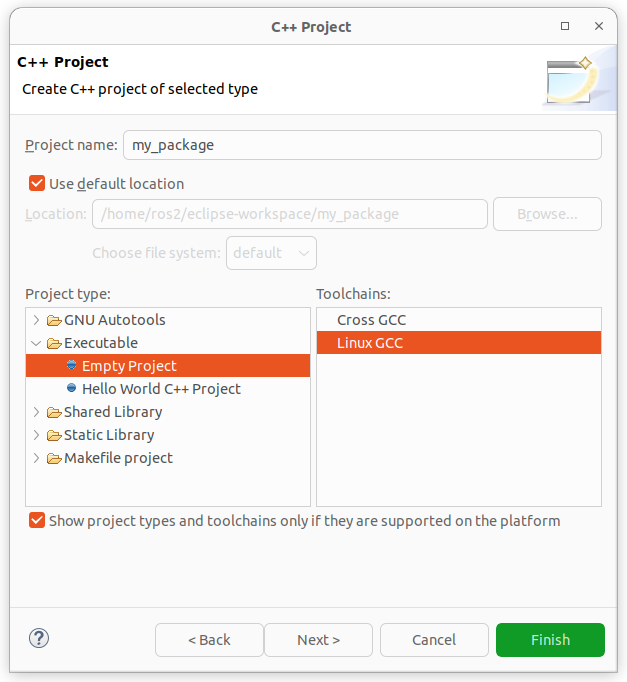 C++ Project
C++ Project
Create C++ project of selected type
Project name: my_package
Use default location
Location: /home/ros2/eclipse-workspace/my_package Browse...
Choose file system: default
Project type: Toolchains:
GNU Autotools Cross GCC
Executable Linux GCC
Empty Project
Hello World C++ Project
Shared Library
Static Library
Makefile project
Show project types and toolchains only if they are supported on the platform
? < Back Next > Cancel Finish